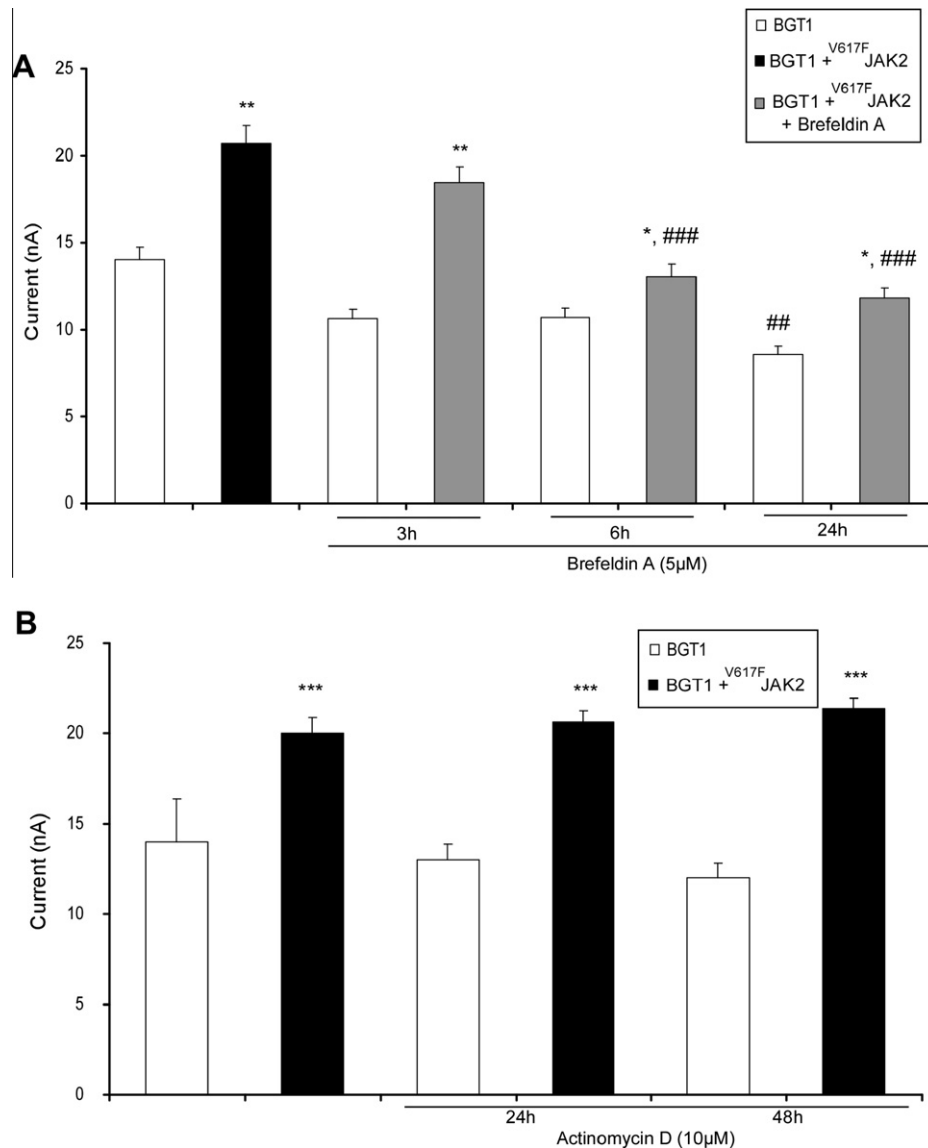 A
BGT1
BGT1 + V617F JAK2
BGT1 + V617F JAK2
+ Brefeldin A
Current (nA)
25
20
15
10
5
0
**
**
*, ###
##
*, ###
3h
6h
24h
Brefeldin A (5µM)
B
BGT1
BGT1 + V617F JAK2
Current (nA)
25
20
15
10
5
0
***
***
***
24h
48h
Actinomycin D (10µM)